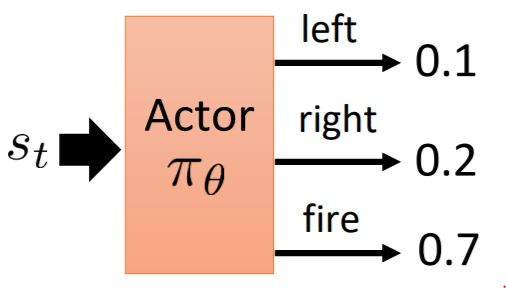 left
0.1
s_t
Actor
π_θ
right
0.2
fire
0.7